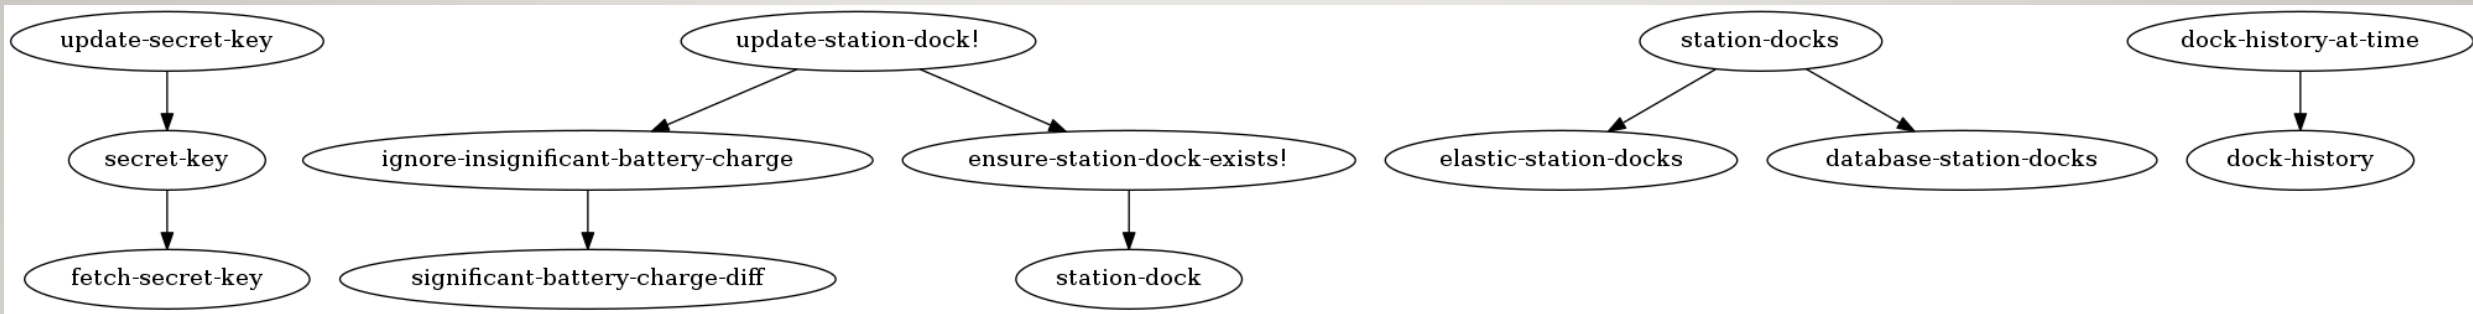 update-secret-key
update-station-dock!
station-docks
dock-history-at-time
secret-key
ignore-insignificant-battery-charge
ensure-station-dock-exists!
elastic-station-docks
database-station-docks
dock-history
fetch-secret-key
significant-battery-charge-diff
station-dock